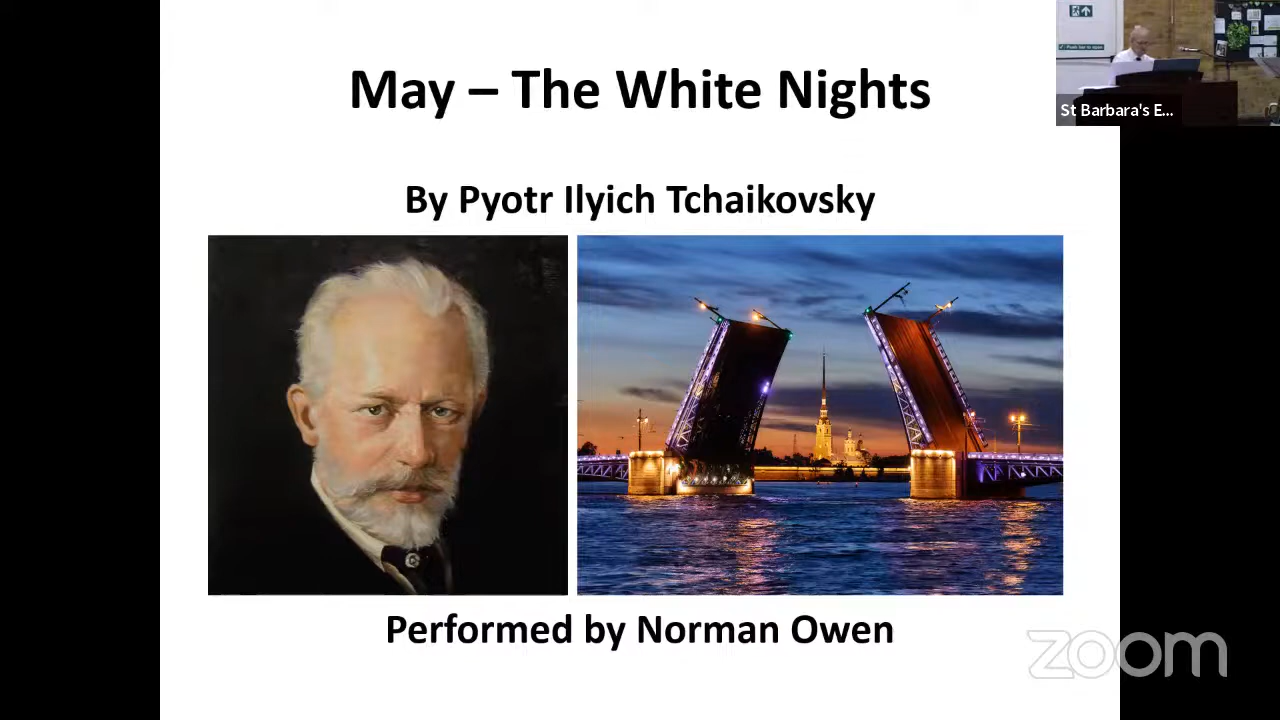 May – The White Nights
By Pyotr Ilyich Tchaikovsky
Performed by Norman Owen
St Barbara's E...
zoom